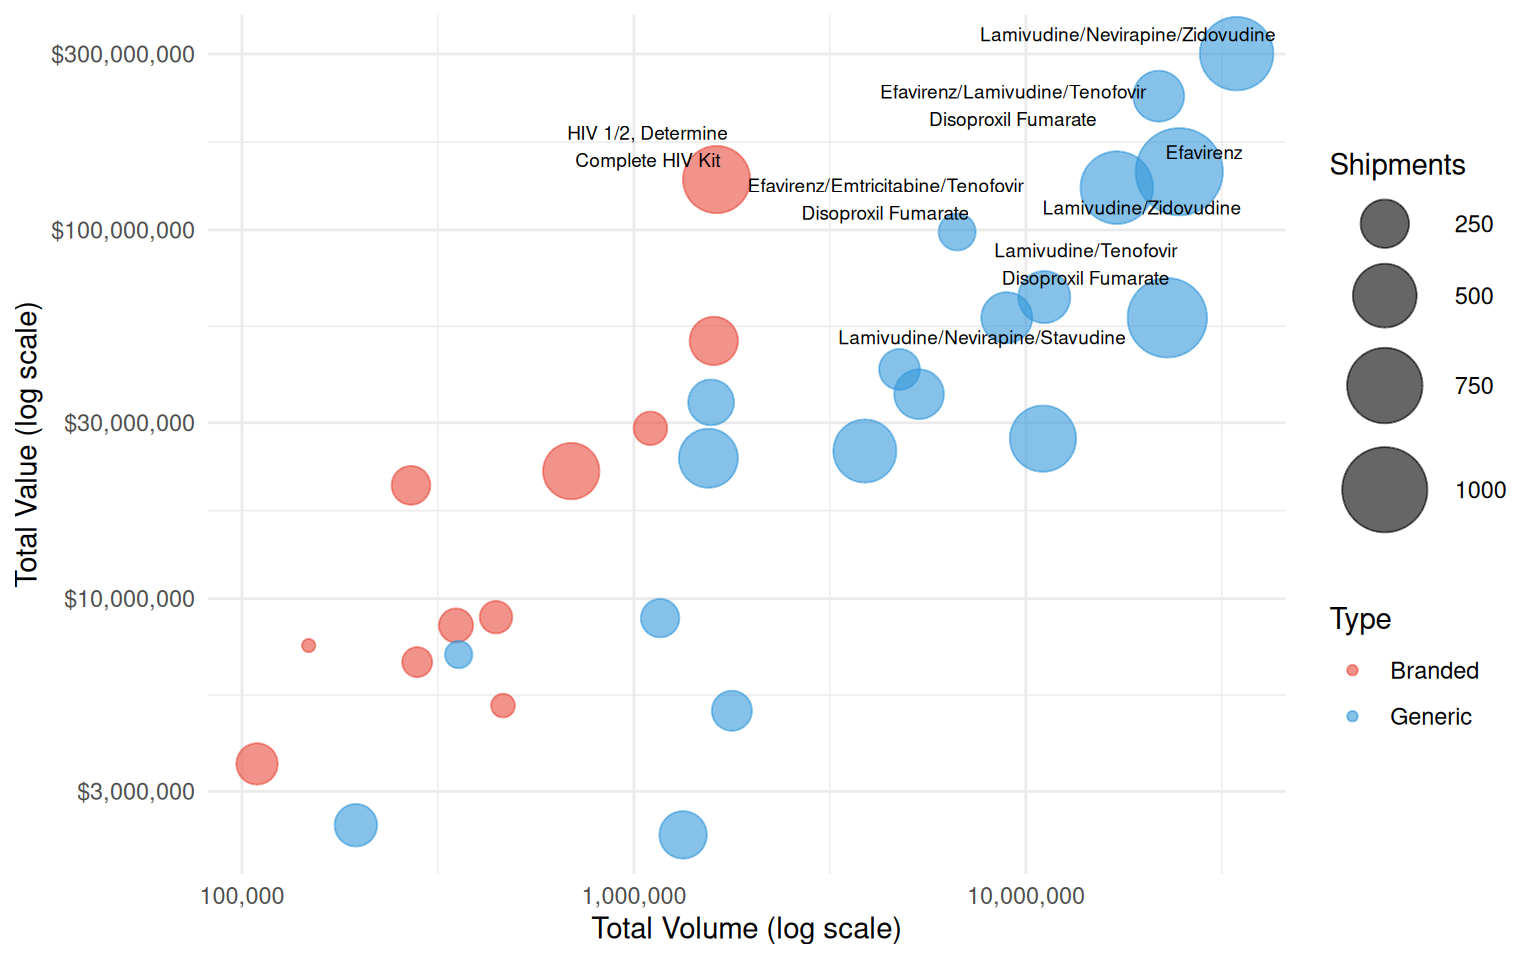 $300,000,000
$100,000,000
$30,000,000
$10,000,000
$3,000,000
Total Value (log scale)
Lamivudine/Nevirapine/Zidovudine
Efavirenz/Lamivudine/Tenofovir
Disoproxil Fumarate
HIV 1/2, Determine
Complete HIV Kit
Efavirenz
Efavirenz/Emtricitabine/Tenofovir
Disoproxil Fumarate
Lamivudine/Zidovudine
Lamivudine/Tenofovir
Disoproxil Fumarate
Lamivudine/Nevirapine/Stavudine
100,000
1,000,000
10,000,000
Total Volume (log scale)
Shipments
250
500
750
1000
Type
Branded
Generic